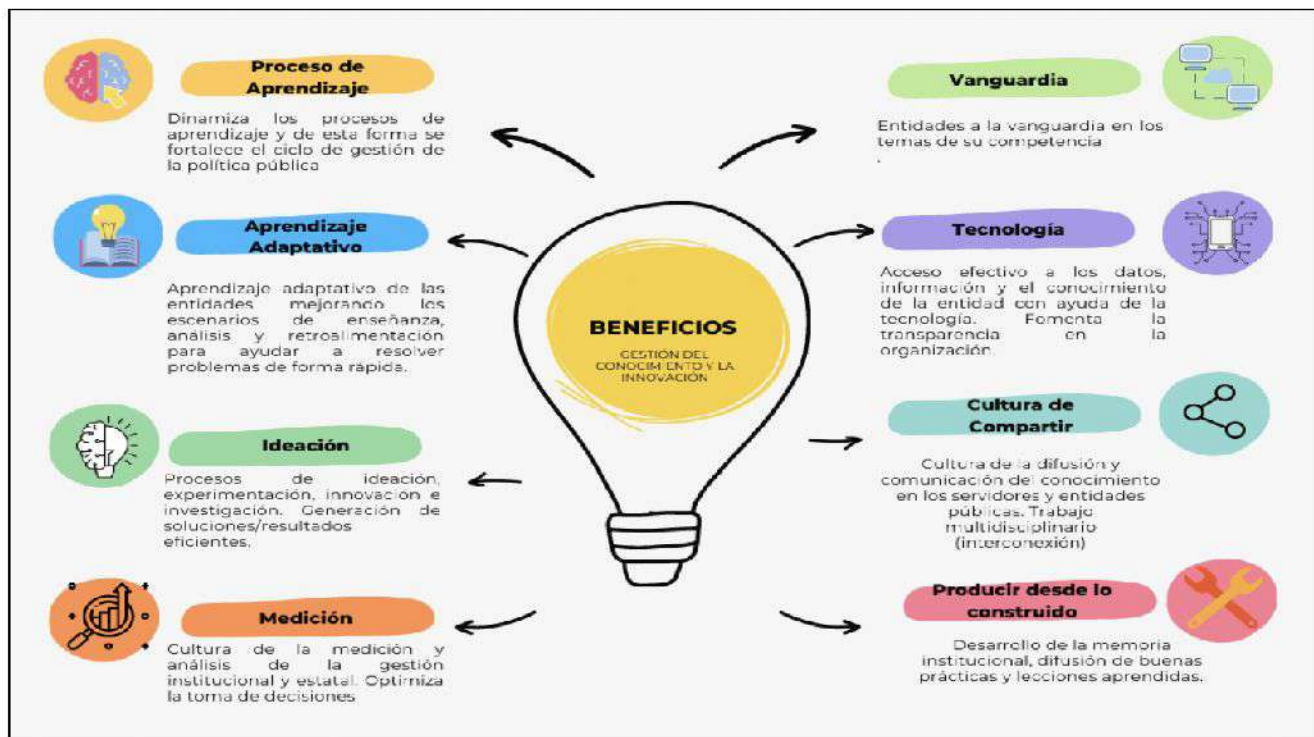 Proceso de
Aprendizaje
Dinamiza los procesos de
aprendizaje y de esta forma se
fortalece el ciclo de gestión de
la política pública
Aprendizaje
Adaptativo
Aprendizaje adaptativo de las
entidades mejorando los
escenarios de enseñanza,
análisis y retroalimentación
para ayudar a resolver
problemas de forma rápida.
Ideación
Procesos de ideación,
experimentación, innovación e
investigación. Generación de
soluciones/resultados
eficientes.
Medición
Cultura de la medición y
análisis de la gestión
institucional y estatal. Optimiza
la toma de decisiones
BENEFICIOS
GESTIÓN DEL
CONOCIMIENTO Y LA
INNOVACIÓN
Vanguardia
Entidades a la vanguardia en los
temas de su competencia
.
Tecnología
Acceso efectivo a los datos,
información y el conocimiento
de la entidad con ayuda de la
tecnología. Fomenta la
transparencia en la
organización.
Cultura de
Compartir
Cultura de la difusión y
comunicación del conocimiento
en los servidores y entidades
públicas. Trabajo
multidisciplinario
(interconexión)
Producir desde lo
construido
Desarrollo de la memoria
institucional, difusión de buenas
prácticas y lecciones aprendidas.